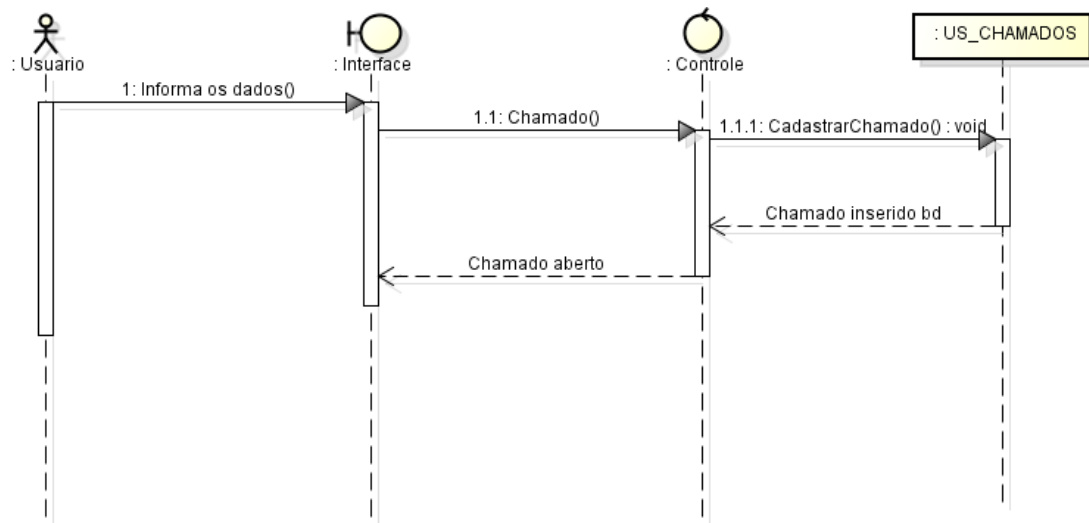 : Usuario
: Interface
: Controle
: US_CHAMADOS
1: Informa os dados()
1.1: Chamado()
1.1.1: CadastrarChamado() : void
Chamado inserido bd
Chamado aberto